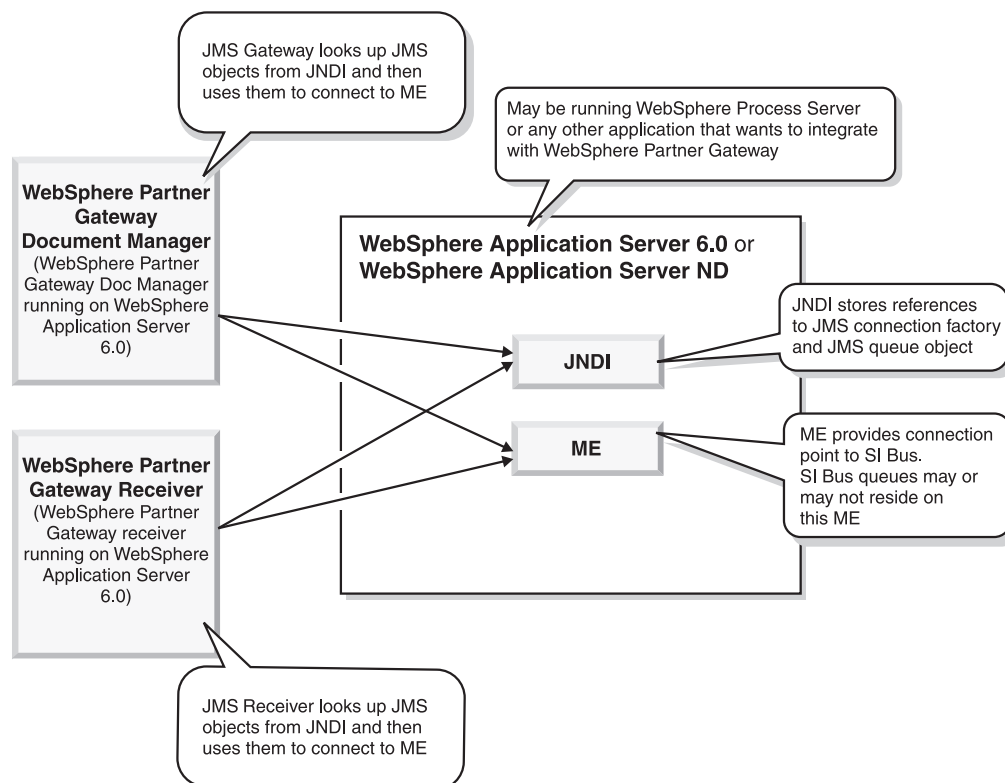 JMS Gateway looks up JMS
objects from JNDI and then
uses them to connect to ME
May be running WebSphere Process Server
or any other application that wants to integrate
with WebSphere Partner Gateway
WebSphere Partner
Gateway
Document Manager
(WebSphere Partner
Gateway Doc Manager
running on WebSphere
Application Server
6.0)
WebSphere Application Server 6.0 or
WebSphere Application Server ND
JNDI stores references
to JMS connection factory
and JMS queue object
JNDI
ME
ME provides connection
point to SI Bus.
SI Bus queues may or
may not reside on
this ME
WebSphere Partner
Gateway Receiver
(WebSphere Partner
Gateway receiver
running on WebSphere
Application Server
6.0)
JMS Receiver looks up JMS
objects from JNDI and then
uses them to connect to ME